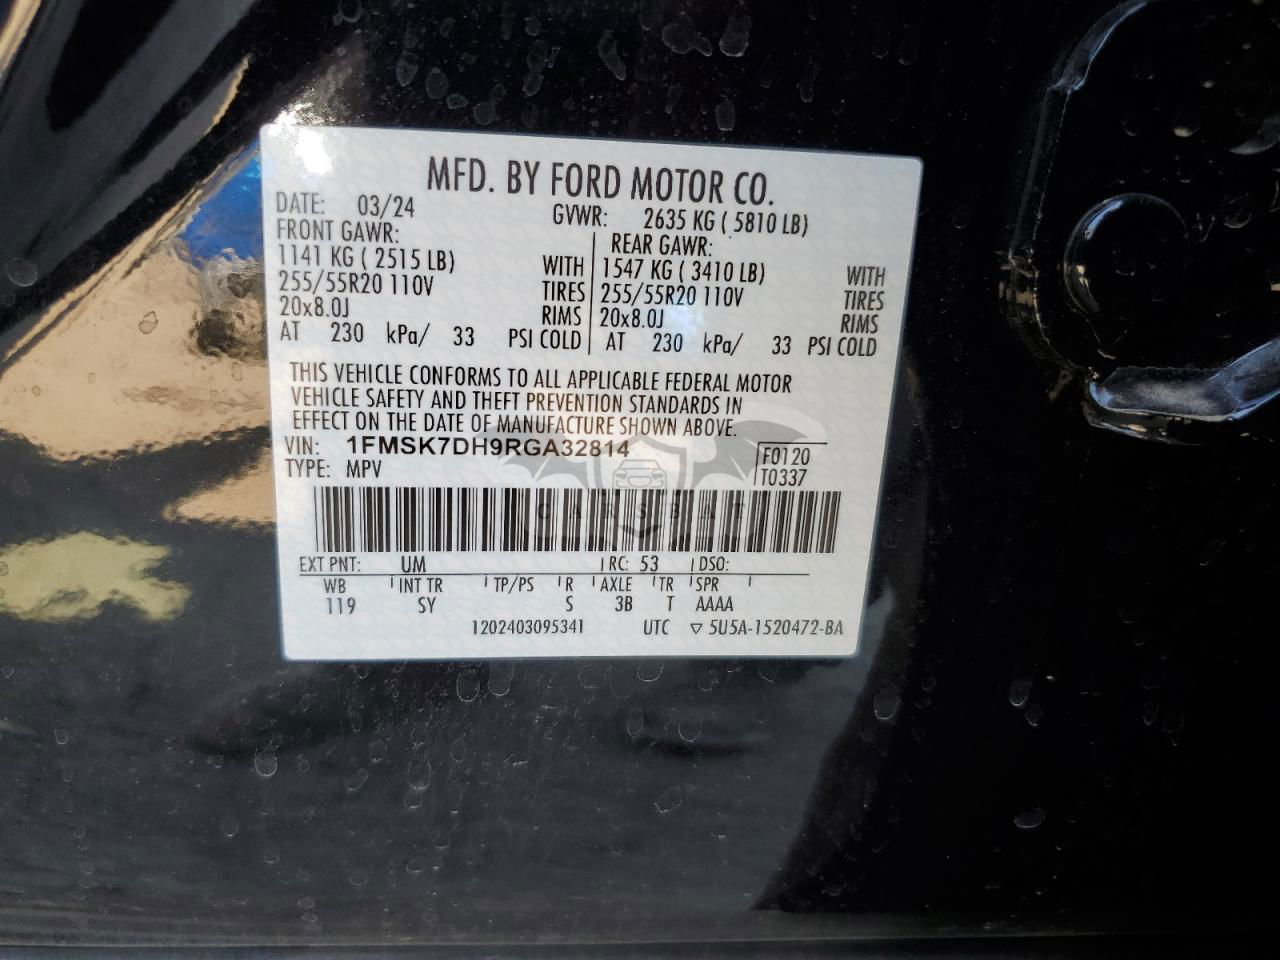 MFD. BY FORD MOTOR CO.
DATE: 03/24 GVWR: 2635 KG ( 5810 LB)
FRONT GAWR: REAR GAWR:
1141 KG ( 2515 LB) WITH 1547 KG ( 3410 LB) WITH
255/55R20 110V TIRES 255/55R20 110V TIRES
20x8.0J RIMS 20x8.0J RIMS
AT 230 kPa/ 33 PSI COLD AT 230 kPa/ 33 PSI COLD
THIS VEHICLE CONFORMS TO ALL APPLICABLE FEDERAL MOTOR
VEHICLE SAFETY AND THEFT PREVENTION STANDARDS IN
EFFECT ON THE DATE OF MANUFACTURE SHOWN ABOVE.
VIN: 1FMSK7DH9RGA32814 F0120
TYPE: MPV T0337
CARSBAT
EXT PNT: UM RC: 53 DSO:
WB INT TR TP/PS R AXLE TR SPR
119 SY S 3B T AAAA
1202403095341 UTC ▽ 5U5A-1520472-BA